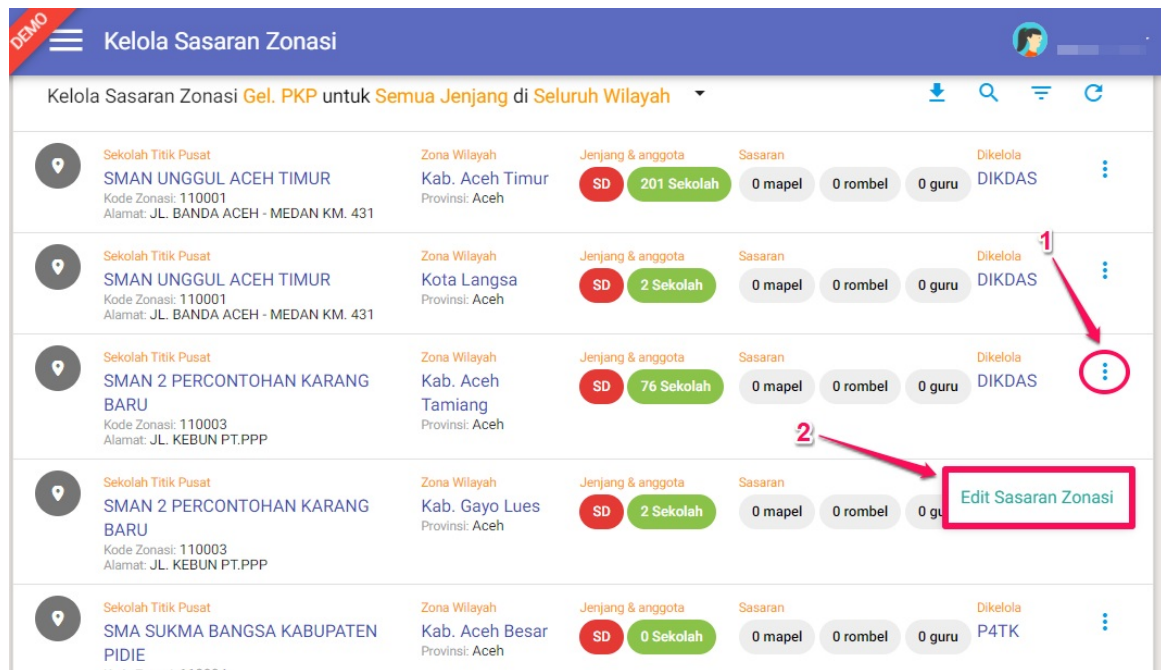 DEMO
Kelola Sasaran Zonasi
Kelola Sasaran Zonasi Gel. PKP untuk Semua Jenjang di Seluruh Wilayah
Sekolah Titik Pusat Zona Wilayah Jenjang & anggota Sasaran Dikelola
SMAN UNGGUL ACEH TIMUR Kab. Aceh Timur SD 201 Sekolah 0 mapel 0 rombel 0 guru DIKDAS
Kode Zonasi: 110001 Provinsi: Aceh
Alamat: JL. BANDA ACEH - MEDAN KM. 431
1
Sekolah Titik Pusat Zona Wilayah Jenjang & anggota Sasaran Dikelola
SMAN UNGGUL ACEH TIMUR Kota Langsa SD 2 Sekolah 0 mapel 0 rombel 0 guru DIKDAS
Kode Zonasi: 110001 Provinsi: Aceh
Alamat: JL. BANDA ACEH - MEDAN KM. 431
Sekolah Titik Pusat Zona Wilayah Jenjang & anggota Sasaran Dikelola
SMAN 2 PERCONTOHAN KARANG Kab. Aceh SD 76 Sekolah 0 mapel 0 rombel 0 guru DIKDAS
BARU Tamiang
Kode Zonasi: 110003 Provinsi: Aceh
Alamat: JL. KEBUN PT.PPP
2
Sekolah Titik Pusat Zona Wilayah Jenjang & anggota Sasaran
SMAN 2 PERCONTOHAN KARANG Kab. Gayo Lues SD 2 Sekolah 0 mapel 0 rombel 0 Edit Sasaran Zonasi
BARU Provinsi: Aceh
Kode Zonasi: 110003
Alamat: JL. KEBUN PT.PPP
Sekolah Titik Pusat Zona Wilayah Jenjang & anggota Sasaran Dikelola
SMA SUKMA BANGSA KABUPATEN Kab. Aceh Besar SD 0 Sekolah 0 mapel 0 rombel 0 guru P4TK
PIDIE Provinsi: Aceh